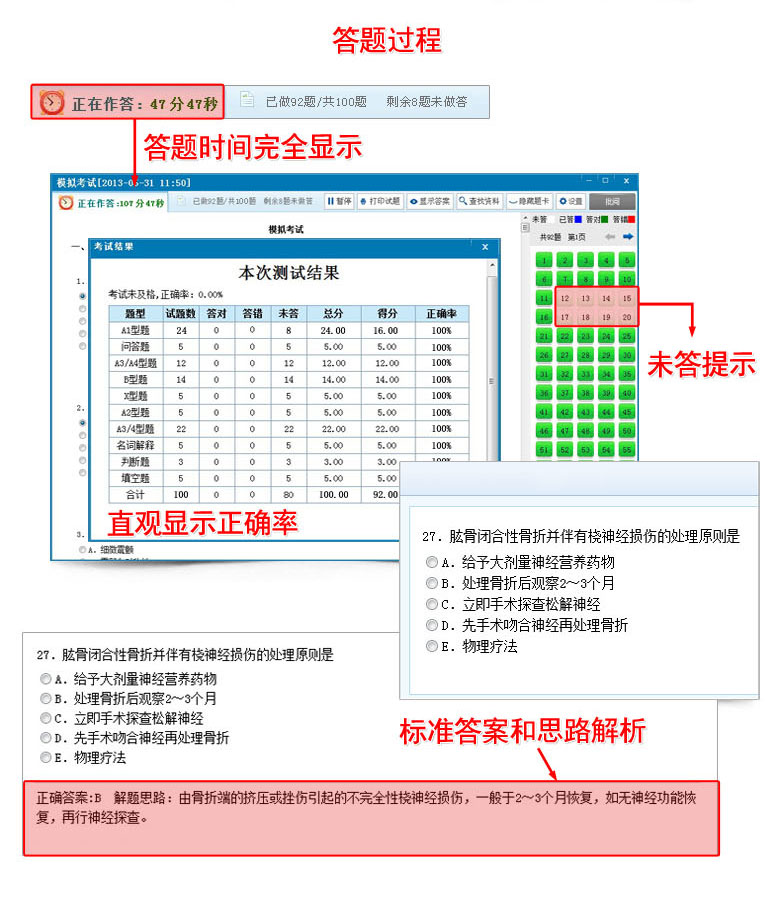 答题过程
正在作答：47分47秒 已做92题/共100题 剩余8题未做答
答题时间完全显示
模拟考试[2013-03-31 11:50]
正在作答:107分47秒 已做92题/共100题 剩余8题未做答 暂停 打印试题 显示答案 查找资料 隐藏题卡 设置
模拟考试
未答 已答 答对 答错
共92题 第1页
一、
考试结果 x
本次测试结果
考试未及格,正确率: 0.00%
题型 试题数 答对 答错 未答 总分 得分 正确率
A1型题 24 0 0 8 24.00 16.00 100%
问答题 5 0 0 5 5.00 5.00 100%
A3/A4型题 12 0 0 12 12.00 12.00 100%
B型题 14 0 0 14 14.00 14.00 100%
X型题 5 0 0 5 5.00 5.00 100%
A2型题 5 0 0 5 5.00 5.00 100%
A3/4型题 22 0 0 22 22.00 22.00 100%
名词解释 5 0 0 5 5.00 5.00 100%
判断题 3 0 0 3 3.00 3.00
填空题 5 0 0 5 5.00 5.00
合计 100 0 0 80 100.00 92.00
1.
2.
3.
A. 细微震颤
直观显示正确率
1 2 3 4 5
6 7 8 9 10
11 12 13 14 15
16 17 18 19 20
21 22 23 24 25
26 27 28 29 30
31 32 33 34 35
36 37 38 39 40
41 42 43 44 45
46 47 48 49 50
51 52 53 54 55
未答提示
27. 肱骨闭合性骨折并伴有桡神经损伤的处理原则是
A. 给予大剂量神经营养药物
B. 处理骨折后观察2～3个月
C. 立即手术探查松解神经
D. 先手术吻合神经再处理骨折
E. 物理疗法
27. 肱骨闭合性骨折并伴有桡神经损伤的处理原则是
A. 给予大剂量神经营养药物
B. 处理骨折后观察2～3个月
C. 立即手术探查松解神经
D. 先手术吻合神经再处理骨折
E. 物理疗法
标准答案和思路解析
正确答案:B 解题思路：由骨折端的挤压或挫伤引起的不完全性桡神经损伤，一般于2～3个月恢复，如无神经功能恢
复，再行神经探查。